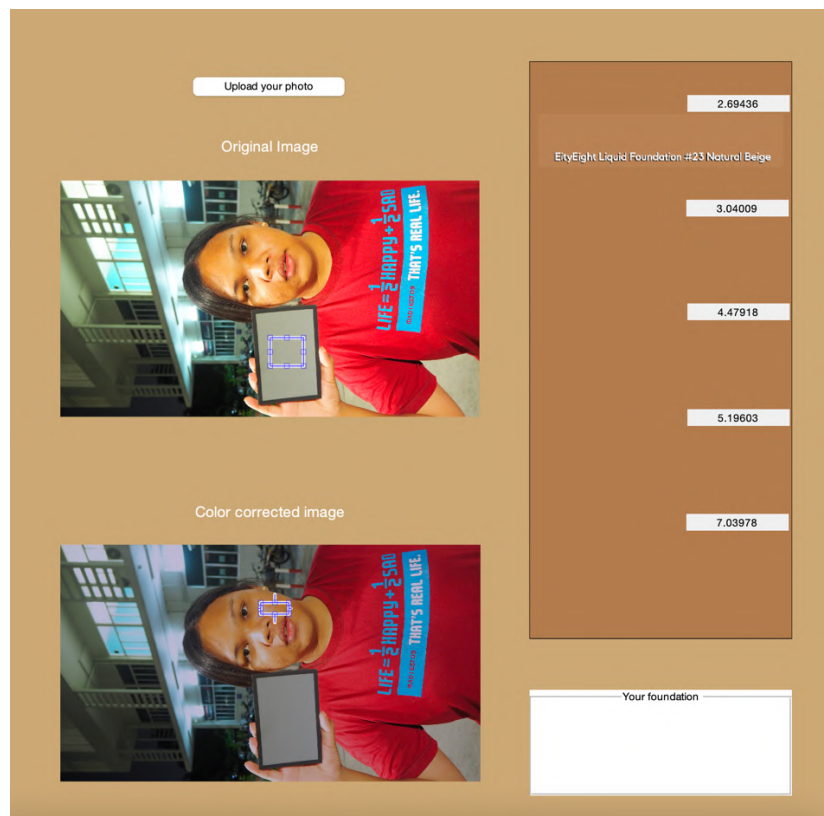 Upload your photo
Original Image
LIFE = 1/2 HAPPY + 1/2 SAD
THAT'S REAL LIFE.
Color corrected image
LIFE = 1/2 HAPPY + 1/2 SAD
THAT'S REAL LIFE.
2.69436
EityEight Liquid Foundation #23 Natural Beige
3.04009
4.47918
5.19603
7.03978
Your foundation